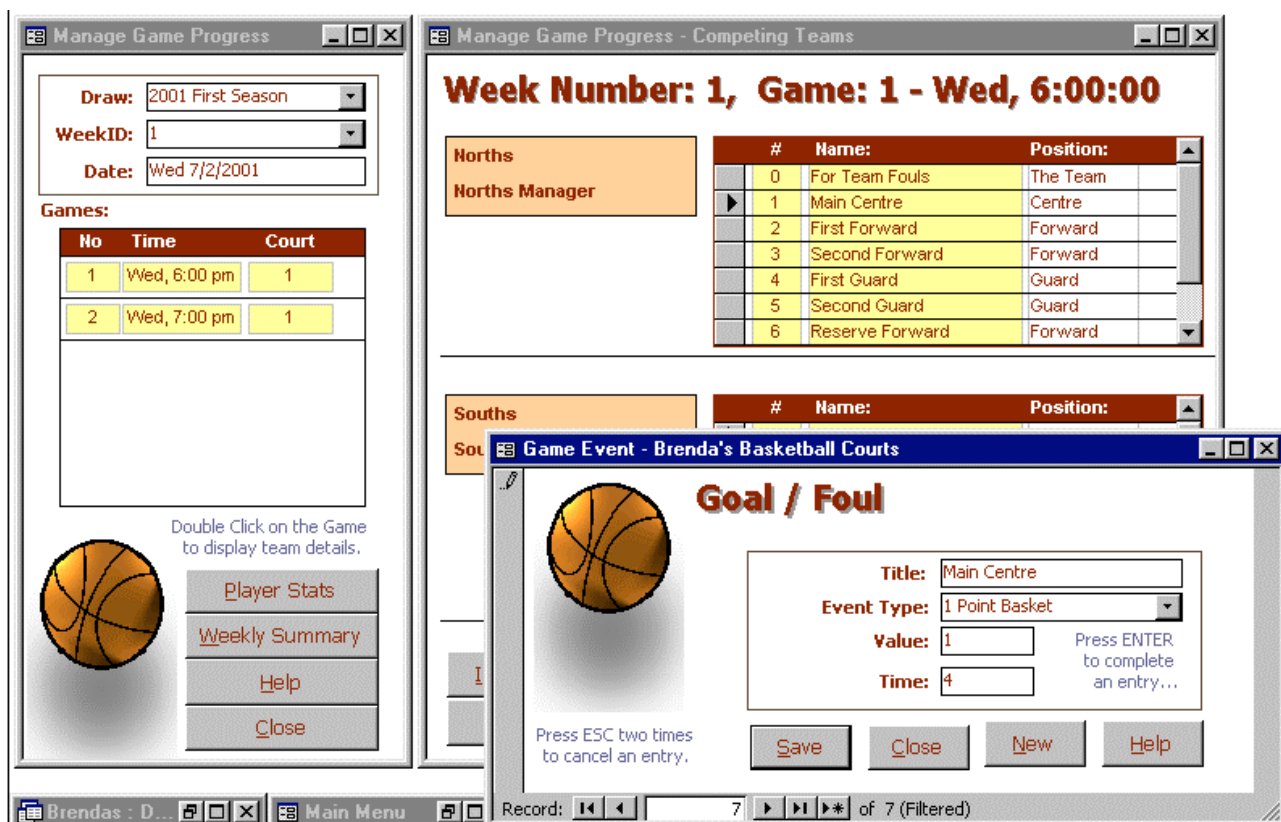 Manage Game Progress
Draw: 2001 First Season
WeekID: 1
Date: Wed 7/2/2001
Games:
No Time Court
1 Wed, 6:00 pm 1
2 Wed, 7:00 pm 1
Double Click on the Game
to display team details.
Player Stats
Weekly Summary
Help
Close
Manage Game Progress - Competing Teams
Week Number: 1, Game: 1 - Wed, 6:00:00
Norths
Norths Manager
# Name: Position:
0 For Team Fouls The Team
1 Main Centre Centre
2 First Forward Forward
3 Second Forward Forward
4 First Guard Guard
5 Second Guard Guard
6 Reserve Forward Forward
Souths
# Name: Position:
Game Event - Brenda's Basketball Courts
Goal / Foul
Title: Main Centre
Event Type: 1 Point Basket
Value: 1
Time: 4
Press ENTER
to complete
an entry...
Press ESC two times
to cancel an entry.
Save
Close
New
Help
Record: 7 of 7 (Filtered)
Brendas : D...
Main Menu